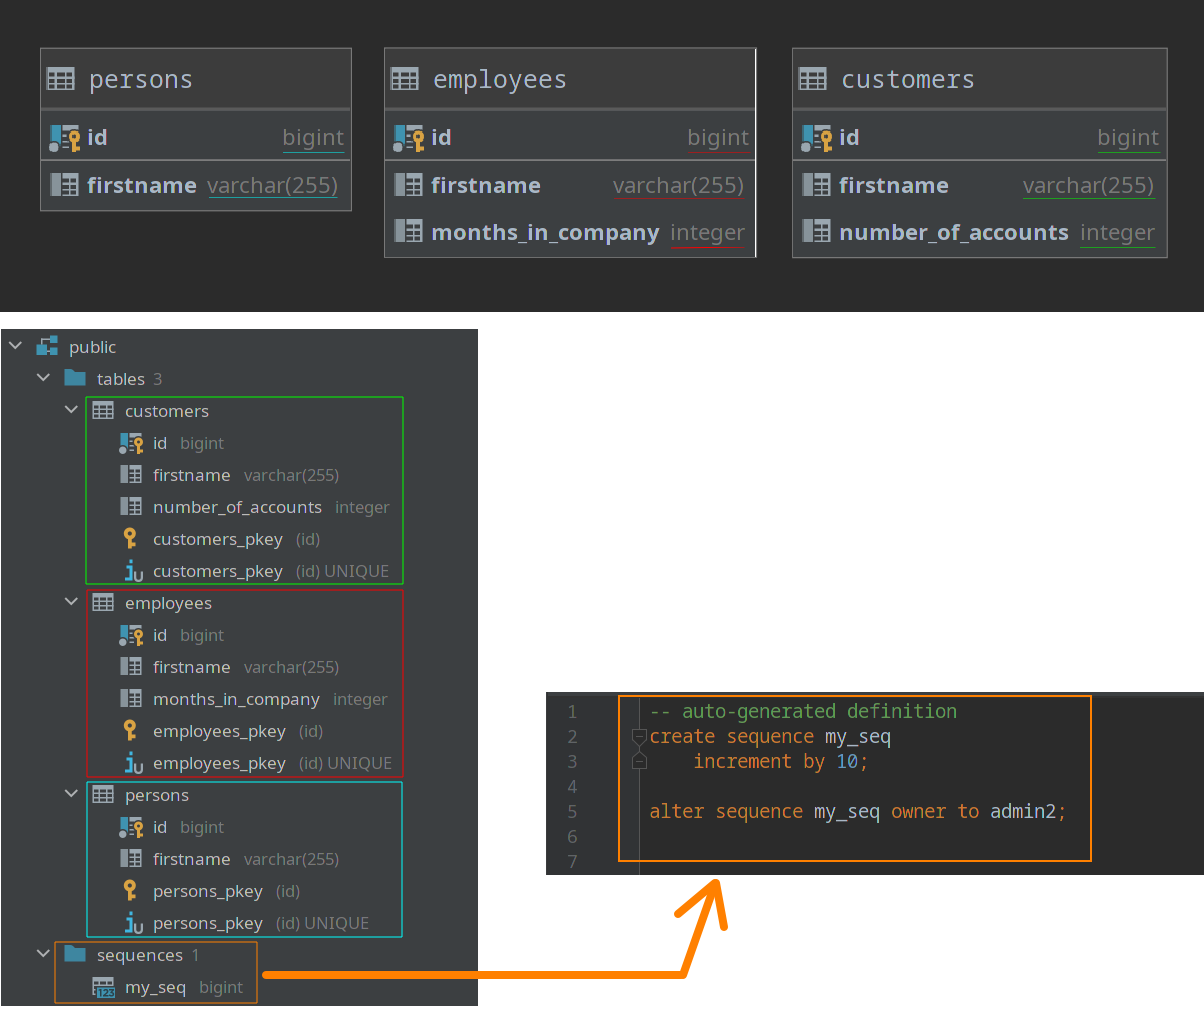 persons
id bigint
firstname varchar(255)
employees
id bigint
firstname varchar(255)
months_in_company integer
customers
id bigint
firstname varchar(255)
number_of_accounts integer
public
tables 3
customers
id bigint
firstname varchar(255)
number_of_accounts integer
customers_pkey (id)
customers_pkey (id) UNIQUE
employees
id bigint
firstname varchar(255)
months_in_company integer
employees_pkey (id)
employees_pkey (id) UNIQUE
persons
id bigint
firstname varchar(255)
persons_pkey (id)
persons_pkey (id) UNIQUE
sequences 1
my_seq bigint
1 -- auto-generated definition
2 create sequence my_seq
3 increment by 10;
4
5 alter sequence my_seq owner to admin2;
6
7